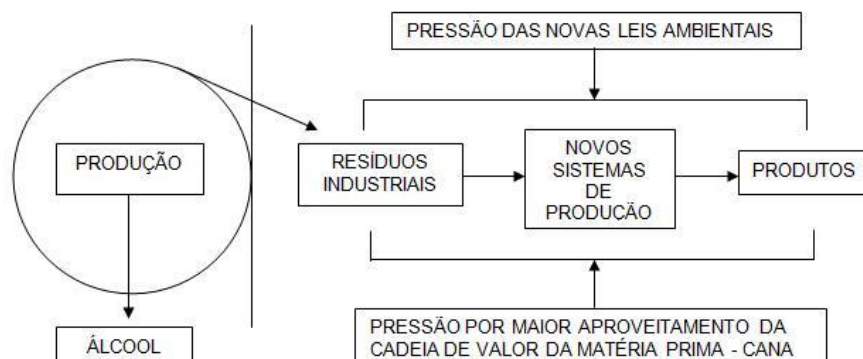 PRESSÃO DAS NOVAS LEIS AMBIENTAIS
PRODUÇÃO
RESÍDUOS
INDUSTRIAIS
NOVOS
SISTEMAS
DE
PRODUÇÃO
PRODUTOS
ÁLCOOL
PRESSÃO POR MAIOR APROVEITAMENTO DA
CADEIA DE VALOR DA MATÉRIA PRIMA - CANA